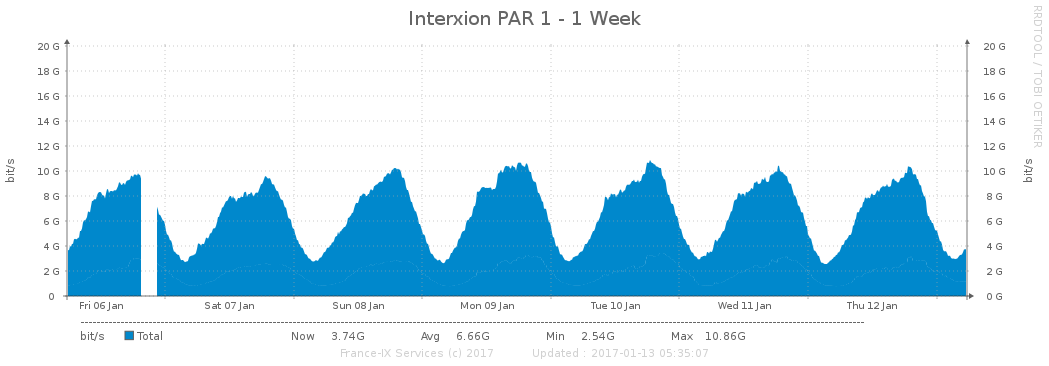 Interxion PAR 1 - 1 Week
RRDTOOL / TOBI OETIKER
bit/s
20 G
18 G
16 G
14 G
12 G
10 G
8 G
6 G
4 G
2 G
0
20 G
18 G
16 G
14 G
12 G
10 G
8 G
6 G
4 G
2 G
0 G
bit/s
Fri 06 Jan Sat 07 Jan Sun 08 Jan Mon 09 Jan Tue 10 Jan Wed 11 Jan Thu 12 Jan
bit/s Total Now 3.74G Avg 6.66G Min 2.54G Max 10.86G
France-IX Services (c) 2017 Updated : 2017-01-13 05:35:07